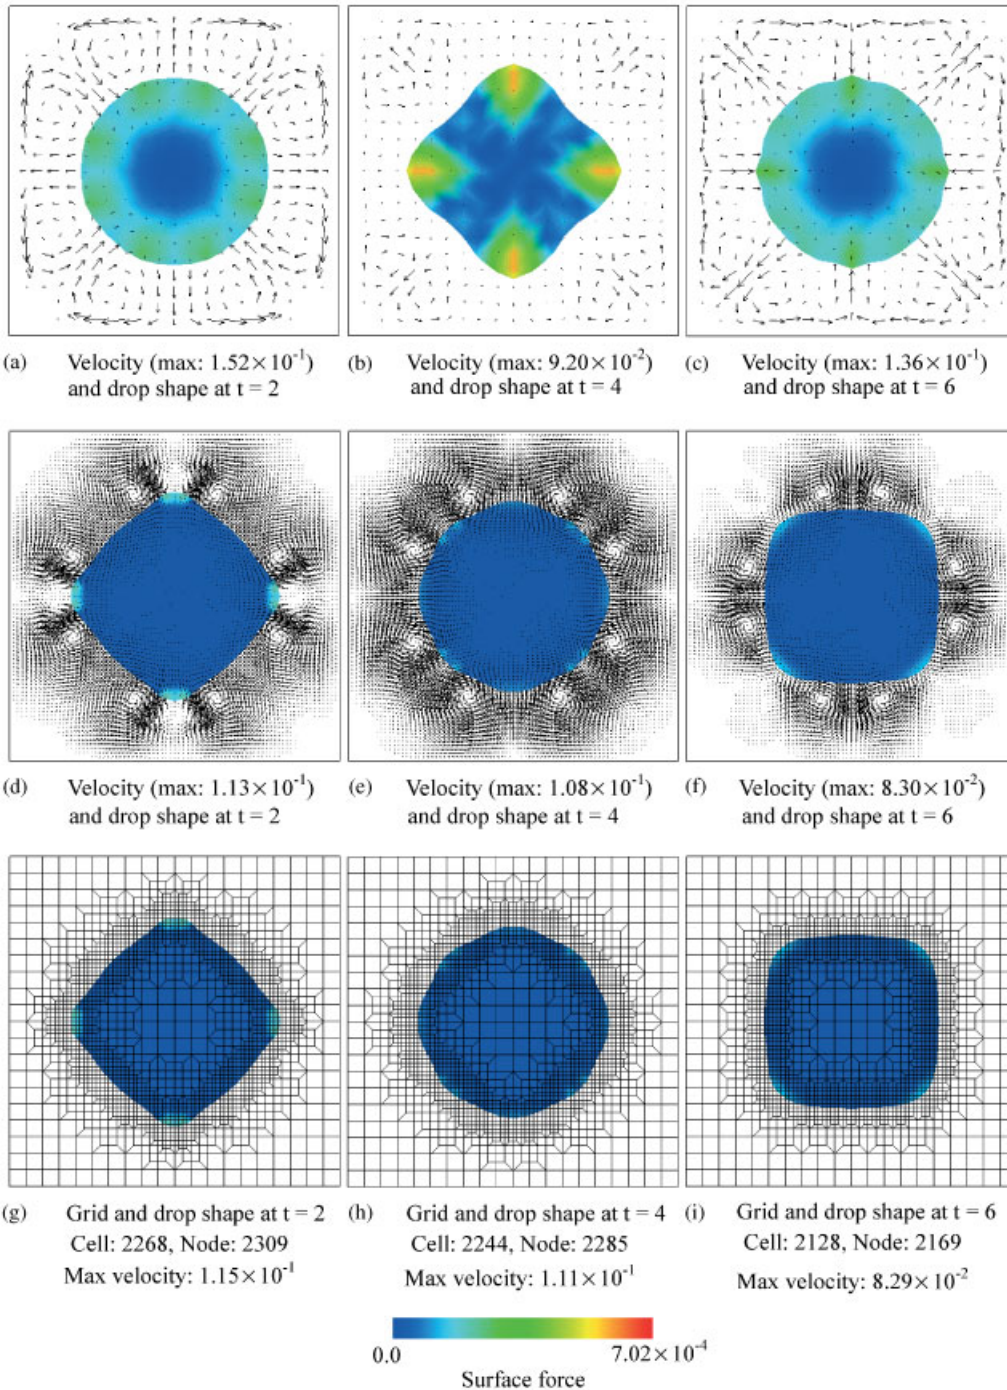 (a) Velocity (max: 1.52×10⁻¹)
and drop shape at t = 2
(b) Velocity (max: 9.20×10⁻²)
and drop shape at t = 4
(c) Velocity (max: 1.36×10⁻¹)
and drop shape at t = 6
(d) Velocity (max: 1.13×10⁻¹)
and drop shape at t = 2
(e) Velocity (max: 1.08×10⁻¹)
and drop shape at t = 4
(f) Velocity (max: 8.30×10⁻²)
and drop shape at t = 6
(g) Grid and drop shape at t = 2
Cell: 2268, Node: 2309
Max velocity: 1.15×10⁻¹
(h) Grid and drop shape at t = 4
Cell: 2244, Node: 2285
Max velocity: 1.11×10⁻¹
(i) Grid and drop shape at t = 6
Cell: 2128, Node: 2169
Max velocity: 8.29×10⁻²
0.0 7.02×10⁻⁴
Surface force